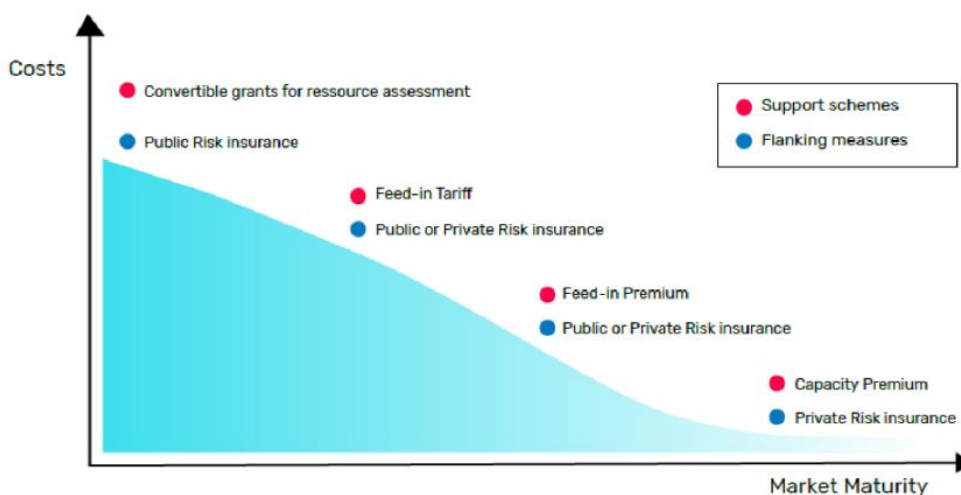 Costs
Convertible grants for ressource assessment
Public Risk insurance
Support schemes
Flanking measures
Feed-in Tariff
Public or Private Risk insurance
Feed-in Premium
Public or Private Risk insurance
Capacity Premium
Private Risk insurance
Market Maturity